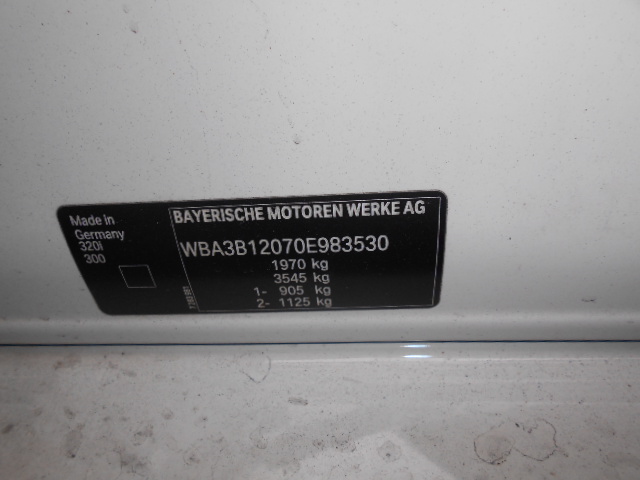 Made in
Germany
320I
300
BAYERISCHE MOTOREN WERKE AG
WBA3B12070E983530
1970 kg
3545 kg
1- 905 kg
2- 1125 kg